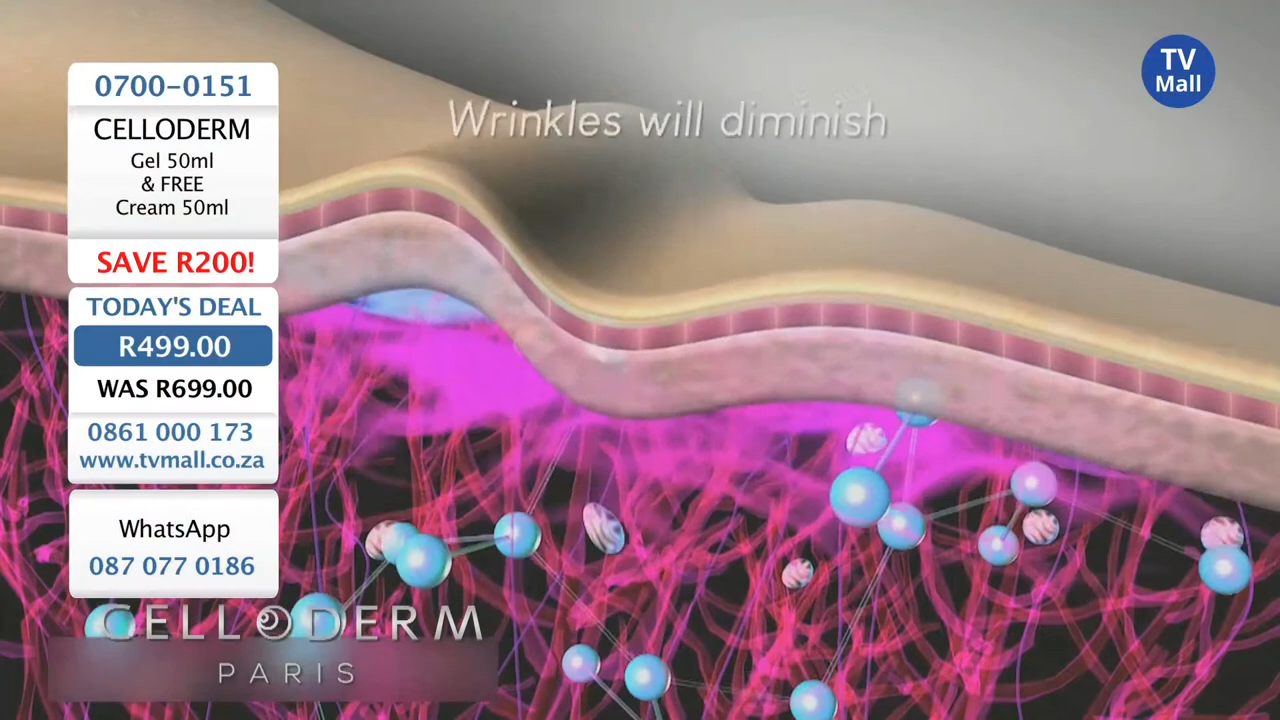 0700-0151
CELLODERM
Gel 50ml
& FREE
Cream 50ml
SAVE R200!
TODAY'S DEAL
R499.00
WAS R699.00
0861 000 173
www.tvmall.co.za
WhatsApp
087 077 0186
Wrinkles will diminish
TV
Mall
CELLODERM
PARIS